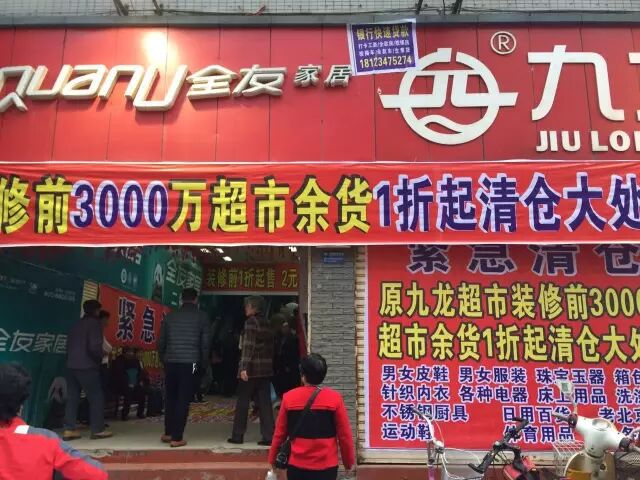 Quanu全友家居
银行快速贷款
18123475274
®
九
JIU LO
修前3000万超市余货1折起清仓大处
装修前1折起售 2元
紧急清仓
原九龙超市装修前3000
超市余货1折起清仓大处
男女皮鞋 男女服装 珠宝玉器 箱包
针织内衣 各种电器 床上用品 洗涤
不锈钢厨具 日用百货 老北
运动鞋 体育用品
全友家居
紧急